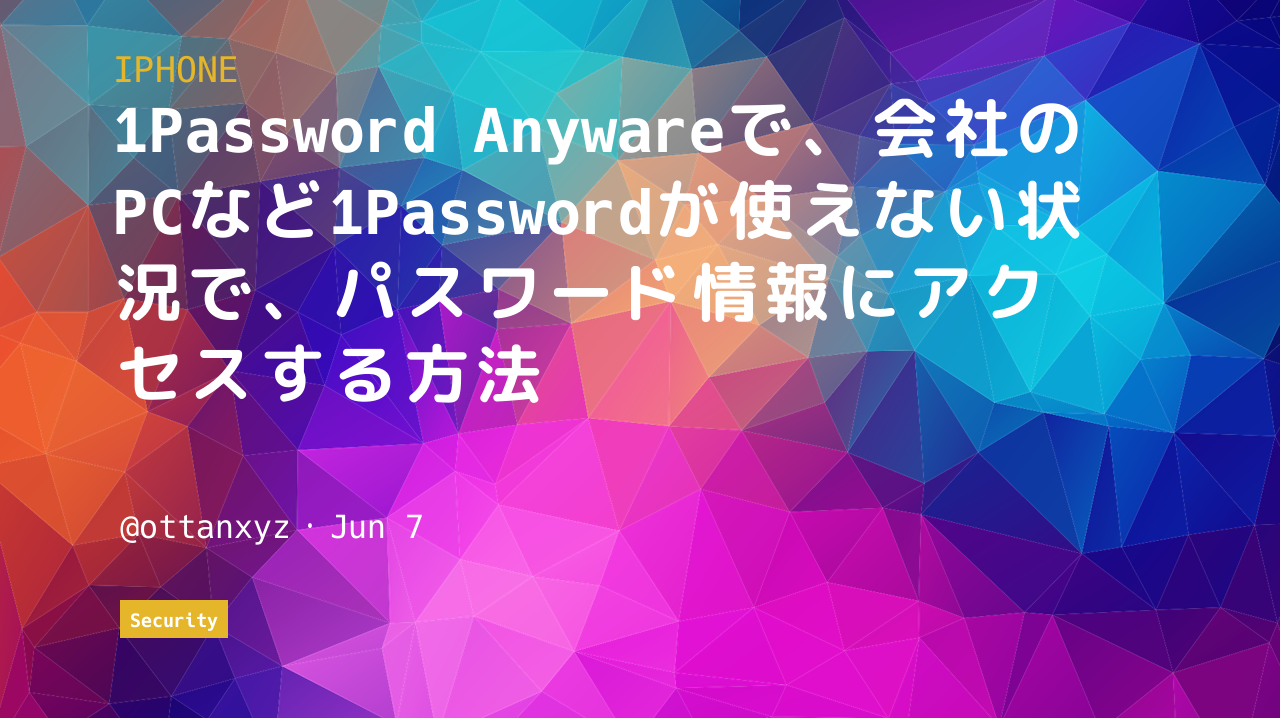 IPHONE
1Password Anywareで、会社の
PCなど1Passwordが使えない状
況で、パスワード情報にアク
セスする方法
@ottanxyz · Jun 7
Security